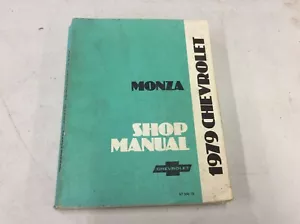 MONZA
SHOP
MANUAL
CHEVROLET
1979 CHEVROLET